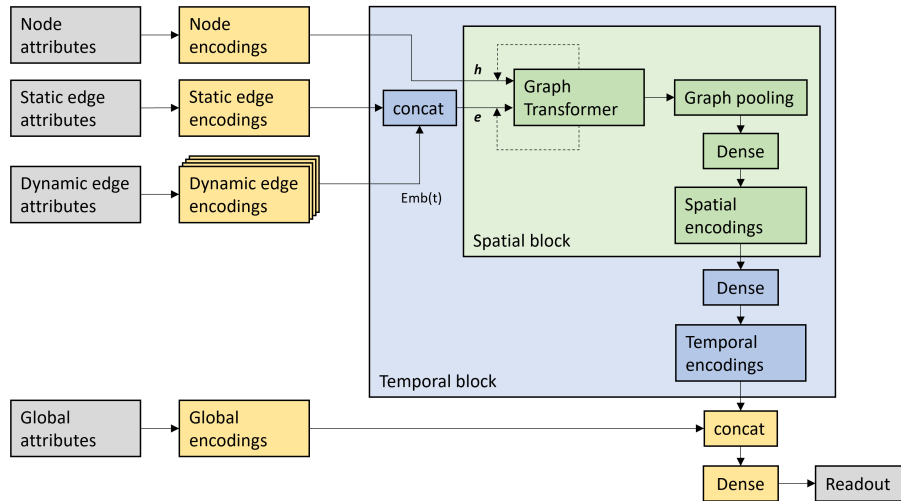 Node
attributes
Node
encodings
Static edge
attributes
Static edge
encodings
Dynamic edge
attributes
Dynamic edge
encodings
concat
Emb(t)
h
e
Graph
Transformer
Graph pooling
Dense
Spatial
encodings
Spatial block
Dense
Temporal
encodings
Temporal block
Global
attributes
Global
encodings
concat
Dense
Readout